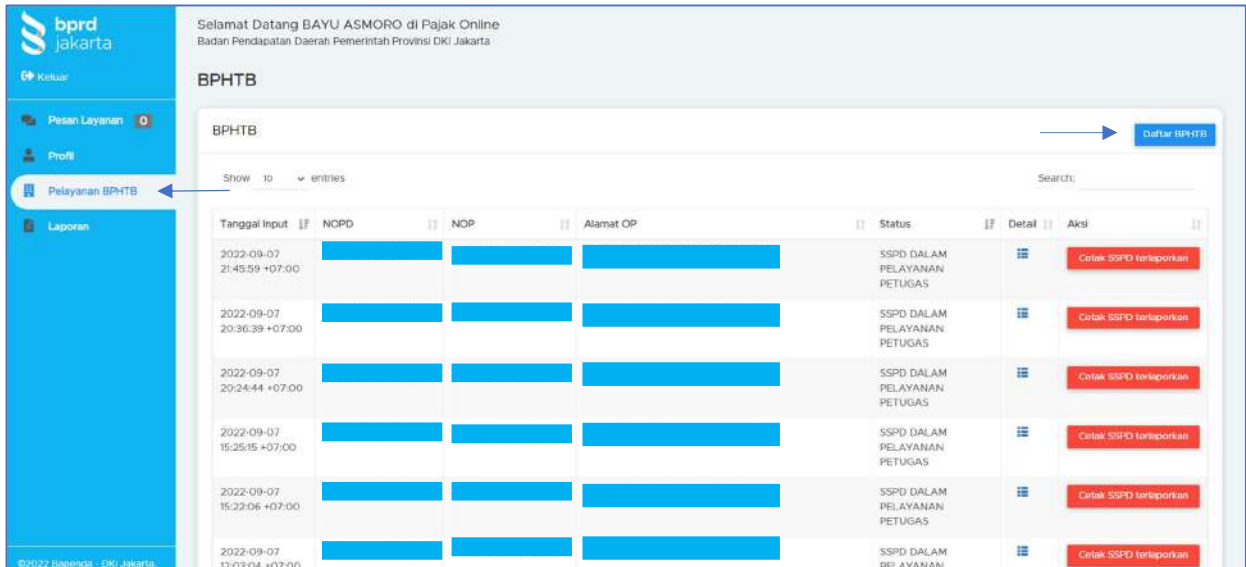 bprd
jakarta
Keluar
Pesan Layanan 0
Profil
Pelayanan BPHTB
Laporan
©2022 Bapenda - DKI Jakarta.
Selamat Datang BAYU ASMORO di Pajak Online
Badan Pendapatan Daerah Pemerintah Provinsi DKI Jakarta
BPHTB
BPHTB
Daftar BPHTB
Show 10 entries
Search:
Tanggal Input NOPD NOP Alamat OP Status Detail Aksi
2022-09-07
21:45:59 +07:00
SSPD DALAM
PELAYANAN
PETUGAS
Cetak SSPD terlaporkan
2022-09-07
20:36:39 +07:00
SSPD DALAM
PELAYANAN
PETUGAS
Cetak SSPD terlaporkan
2022-09-07
20:24:44 +07:00
SSPD DALAM
PELAYANAN
PETUGAS
Cetak SSPD terlaporkan
2022-09-07
15:25:15 +07:00
SSPD DALAM
PELAYANAN
PETUGAS
Cetak SSPD terlaporkan
2022-09-07
15:22:06 +07:00
SSPD DALAM
PELAYANAN
PETUGAS
Cetak SSPD terlaporkan
2022-09-07
SSPD DALAM
PELAYANAN
Cetak SSPD terlaporkan